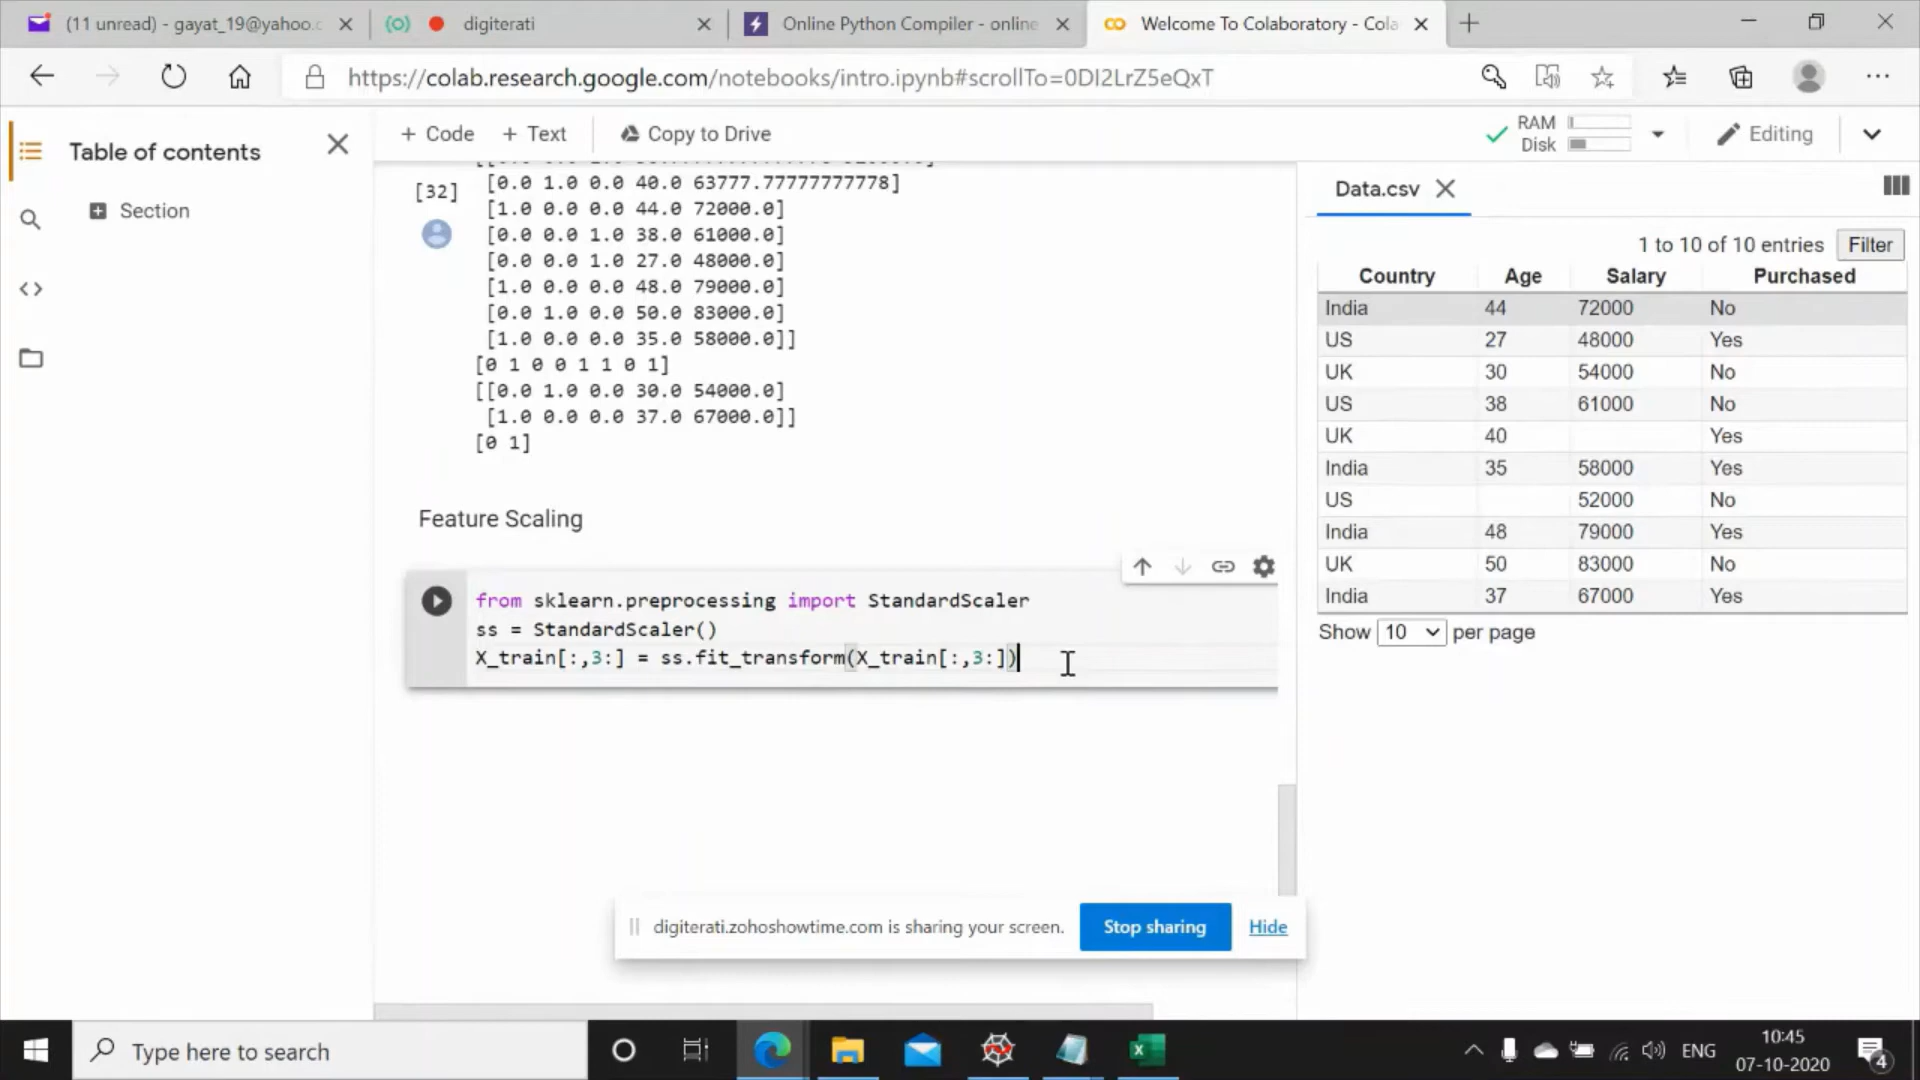 (11 unread) - gayat_19@yahoo.c
digiterati
Online Python Compiler - online
Welcome To Colaboratory - Cola
https://colab.research.google.com/notebooks/intro.ipynb#scrollTo=0DI2LrZ5eQxT
Table of contents
Section
+ Code + Text Copy to Drive
RAM
Disk
Editing
[32]
[0.0 1.0 0.0 40.0 63777.77777777778]
[1.0 0.0 0.0 44.0 72000.0]
[0.0 0.0 1.0 38.0 61000.0]
[0.0 0.0 1.0 27.0 48000.0]
[1.0 0.0 0.0 48.0 79000.0]
[0.0 1.0 0.0 50.0 83000.0]
[1.0 0.0 0.0 35.0 58000.0]]
[0 1 0 0 1 1 0 1]
[[0.0 1.0 0.0 30.0 54000.0]
[1.0 0.0 0.0 37.0 67000.0]]
[0 1]
Feature Scaling
from sklearn.preprocessing import StandardScaler
ss = StandardScaler()
X_train[:,3:] = ss.fit_transform(X_train[:,3:])
Data.csv
1 to 10 of 10 entries Filter
Country Age Salary Purchased
India 44 72000 No
US 27 48000 Yes
UK 30 54000 No
US 38 61000 No
UK 40 Yes
India 35 58000 Yes
US 52000 No
India 48 79000 Yes
UK 50 83000 No
India 37 67000 Yes
Show 10 per page
digiterati.zohoshowtime.com is sharing your screen. Stop sharing Hide
Type here to search
ENG
10:45
07-10-2020
4